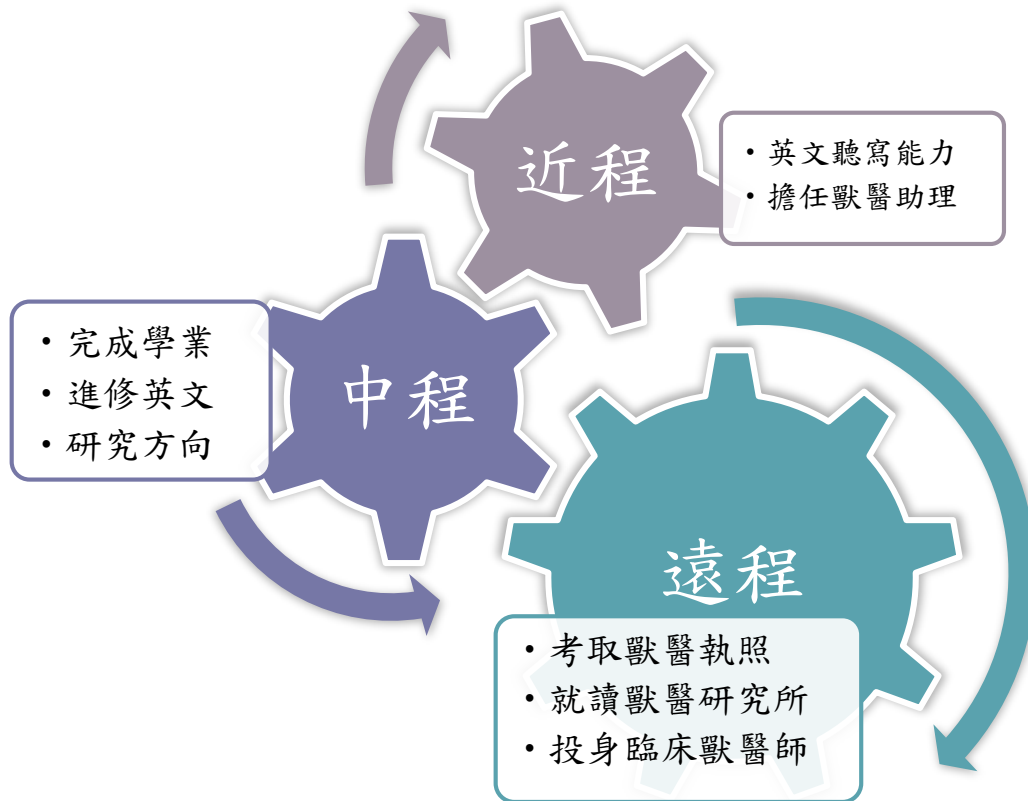 近程
・英文聽寫能力
・擔任獸醫助理
中程
・完成學業
・進修英文
・研究方向
遠程
・考取獸醫執照
・就讀獸醫研究所
・投身臨床獸醫師